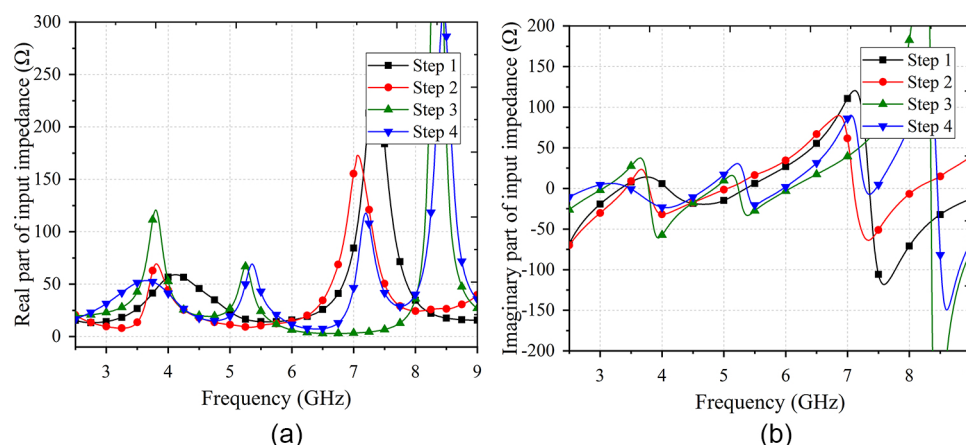 Real part of input impedance (Ω)
300
250
200
150
100
50
0
3
4
5
6
7
8
9
Frequency (GHz)
Step 1
Step 2
Step 3
Step 4
(a)
Imaginary part of input impedance (Ω)
200
150
100
50
0
-50
-100
-150
-200
3
4
5
6
7
8
Frequency (GHz)
Step 1
Step 2
Step 3
Step 4
(b)